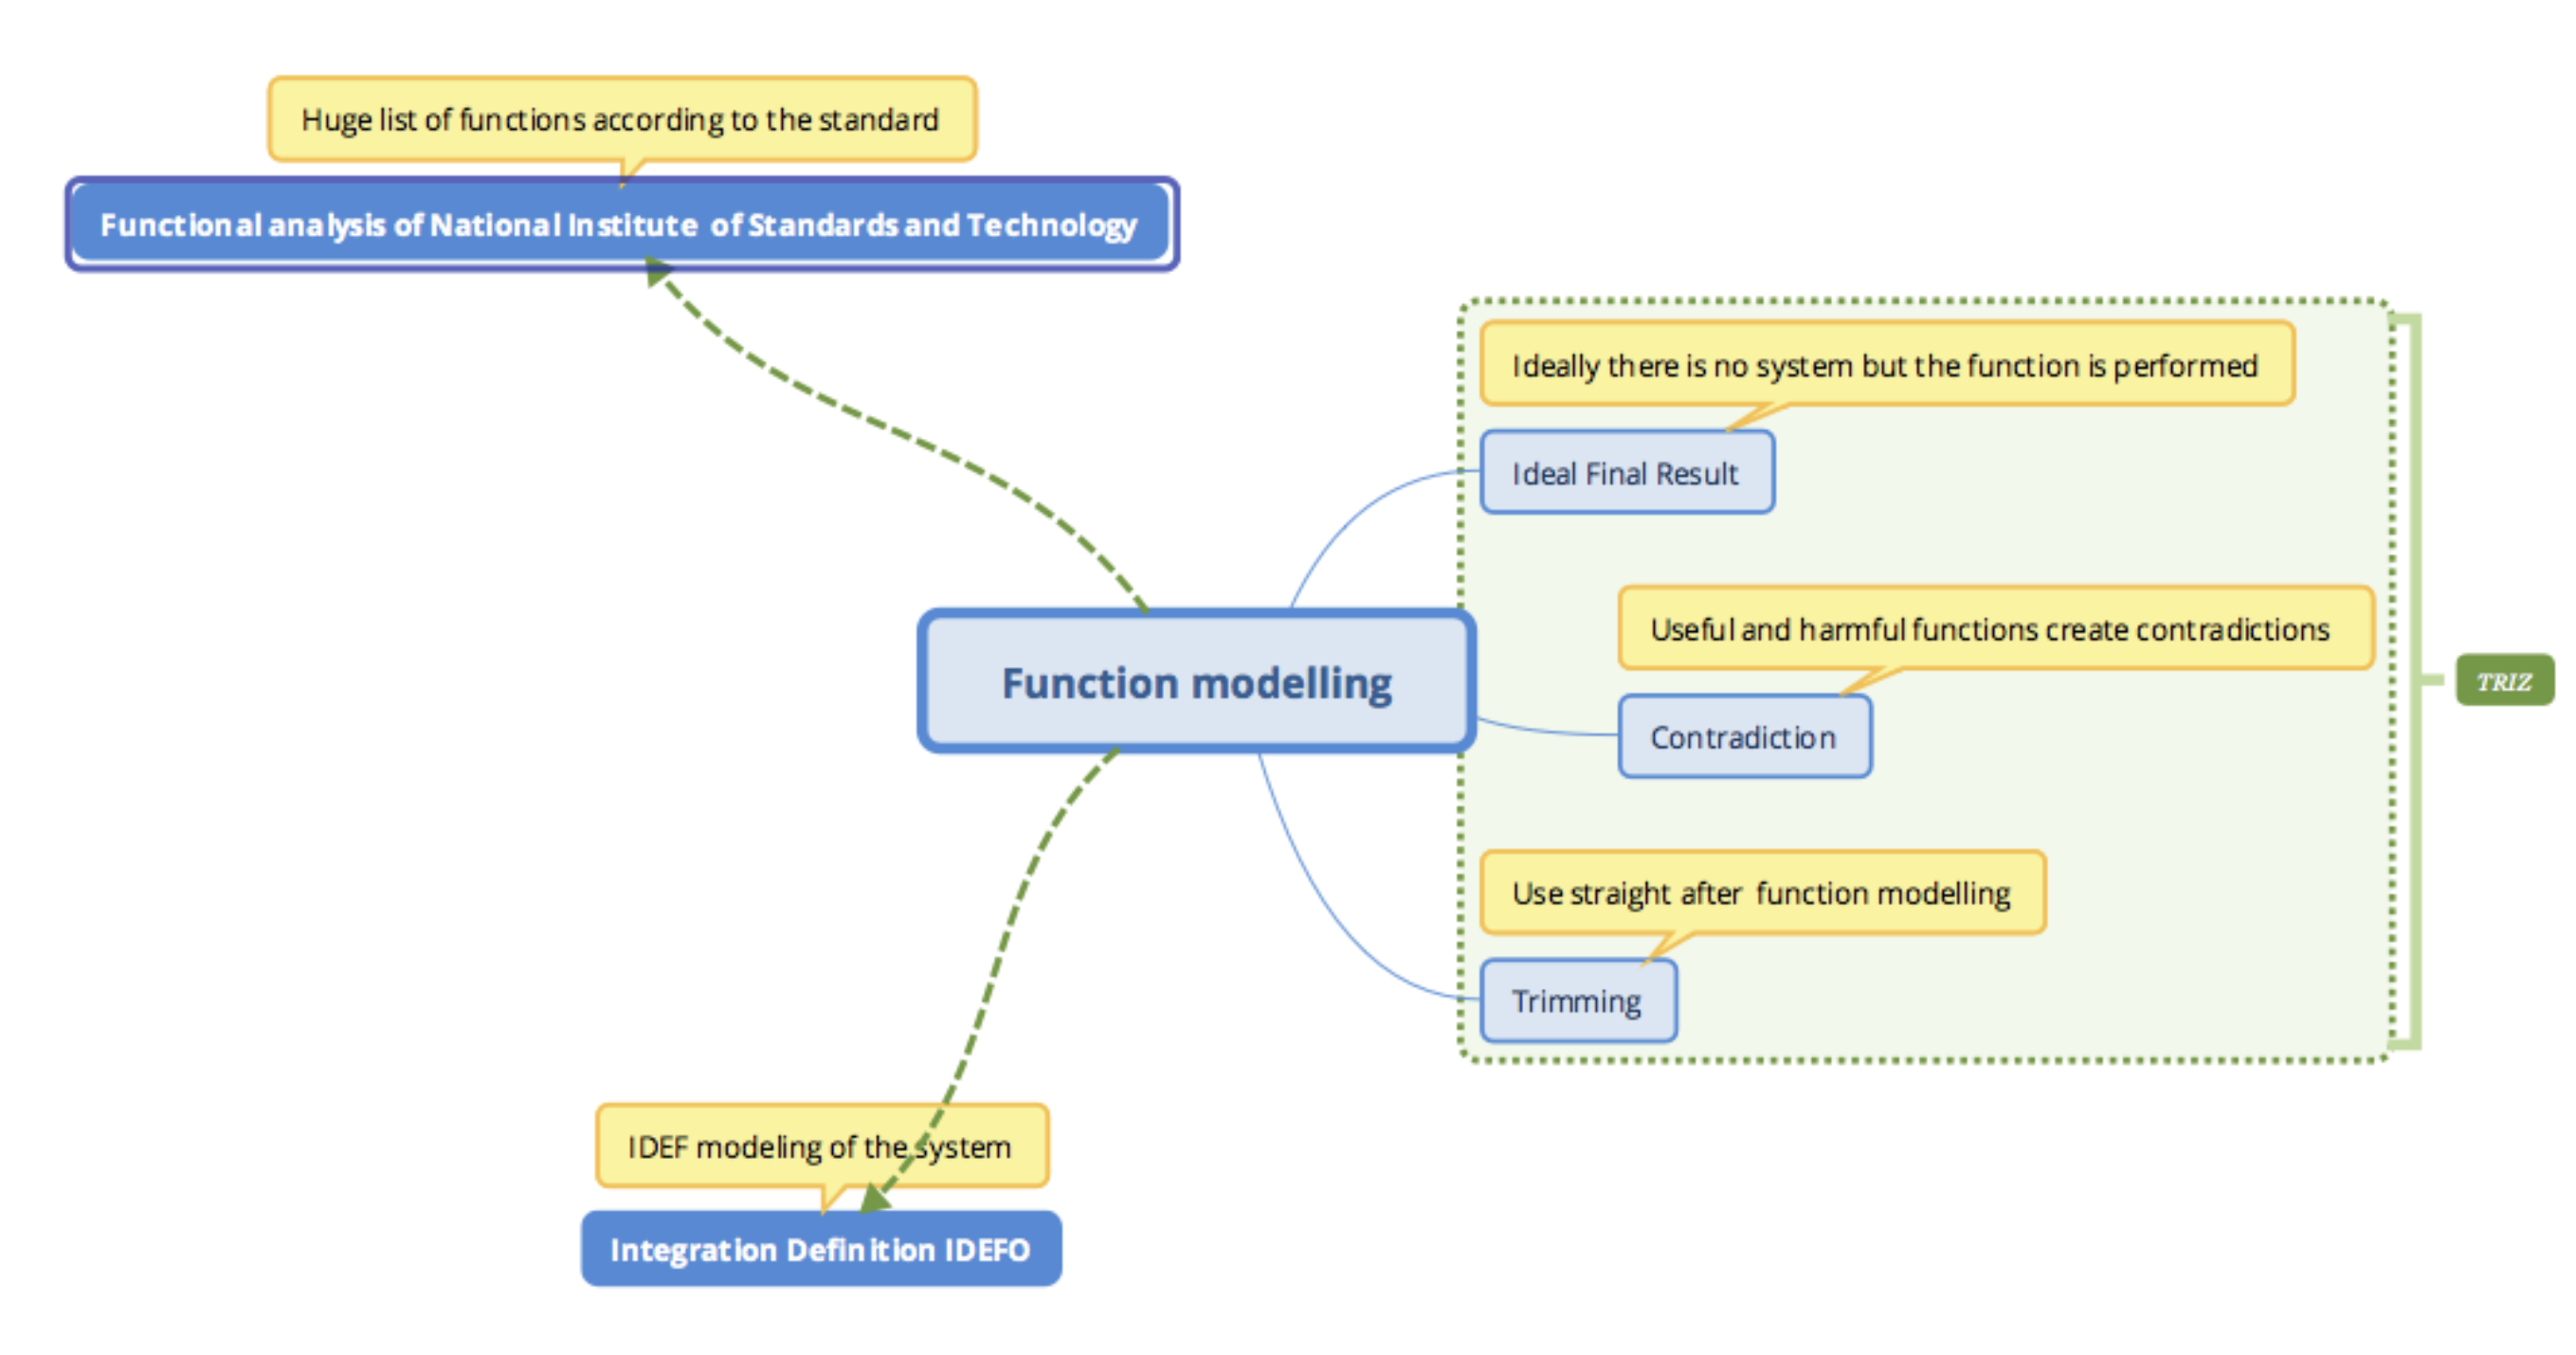 Huge list of functions according to the standard
Functional analysis of National Institute of Standards and Technology
Ideally there is no system but the function is performed
Ideal Final Result
Useful and harmful functions create contradictions
Function modelling
TRIZ
Contradiction
Use straight after function modelling
Trimming
IDEF modeling of the system
Integration Definition IDEFO